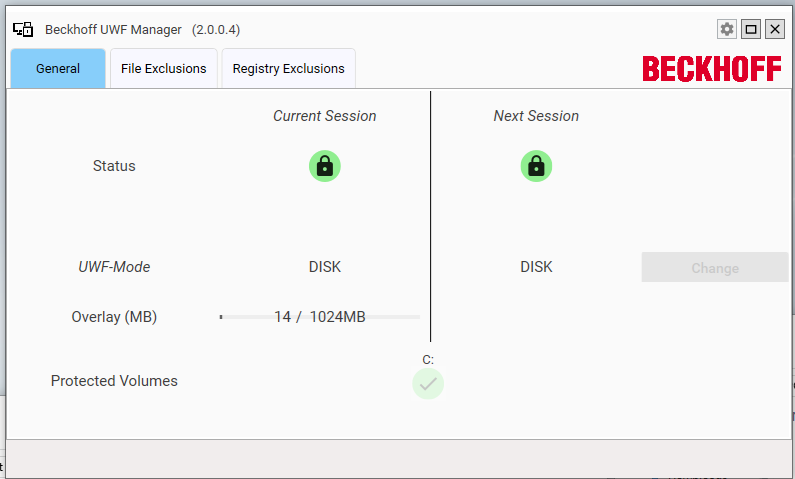 Beckhoff UWF Manager (2.0.0.4)
General File Exclusions Registry Exclusions
BECKHOFF
Current Session Next Session
Status
UWF-Mode DISK DISK Change
Overlay (MB) 14 / 1024MB
C:
Protected Volumes